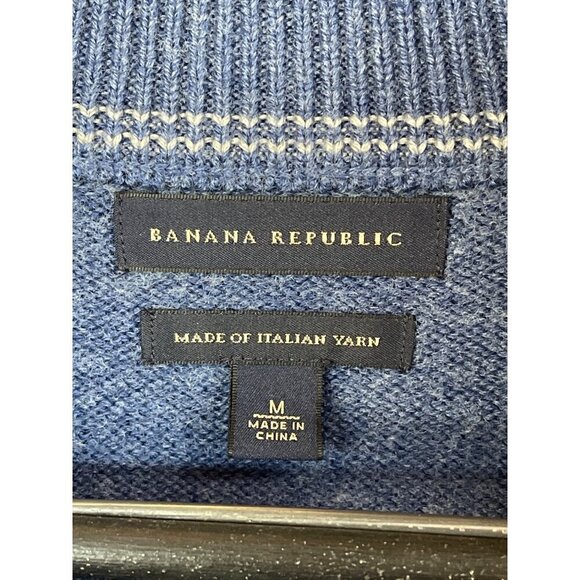 BANANA REPUBLIC
MADE OF ITALIAN YARN
M
MADE IN
CHINA